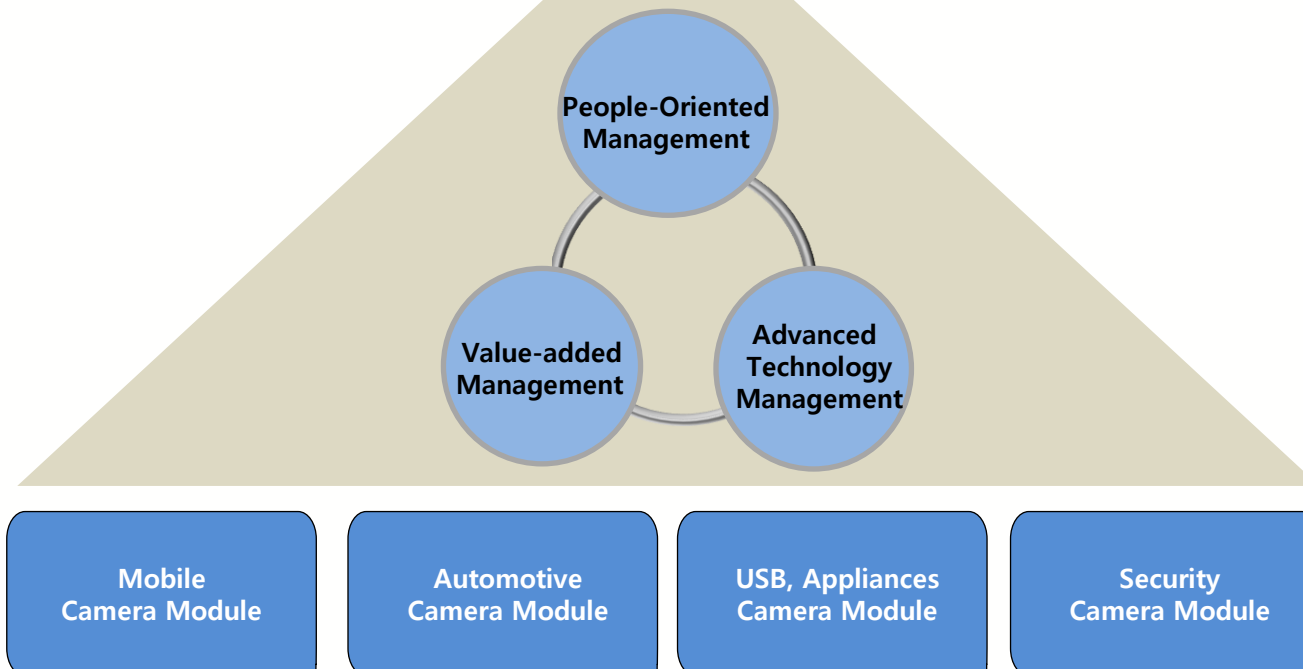 People-Oriented
Management
Value-added
Management
Advanced
Technology
Management
Mobile
Camera Module
Automotive
Camera Module
USB, Appliances
Camera Module
Security
Camera Module